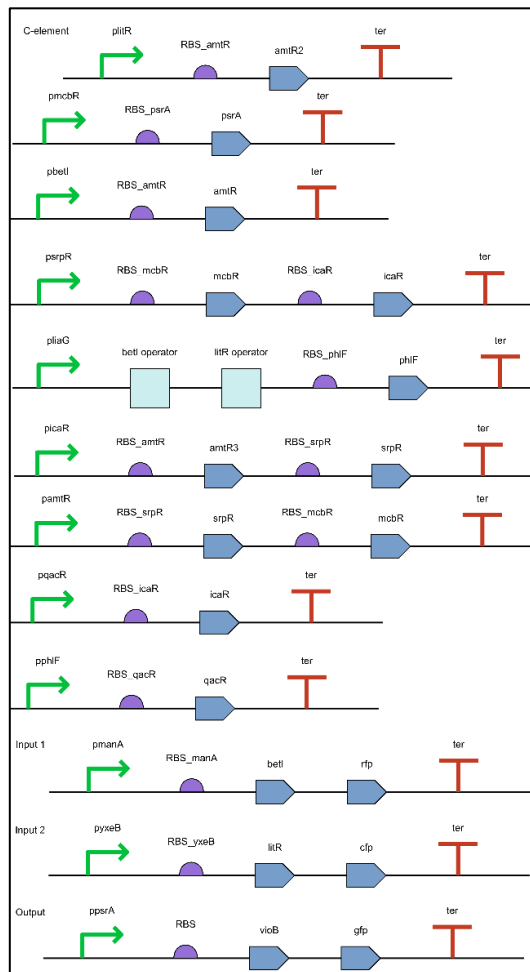 C-element plitR RBS_amtR amtR2 ter
pmcbR RBS_psrA psrA ter
pbetI RBS_amtR amtR ter
psrpR RBS_mcbR mcbR RBS_icaR icaR ter
pliaG betI operator litR operator RBS_phlF phlF ter
picaR RBS_amtR amtR3 RBS_srpR srpR ter
pamtR RBS_srpR srpR RBS_mcbR mcbR ter
pqacR RBS_icaR icaR ter
pphlF RBS_qacR qacR ter
Input 1 pmanA RBS_manA betI rfp ter
Input 2 pyxeB RBS_yxeB litR cfp ter
Output ppsrA RBS vioB gfp ter